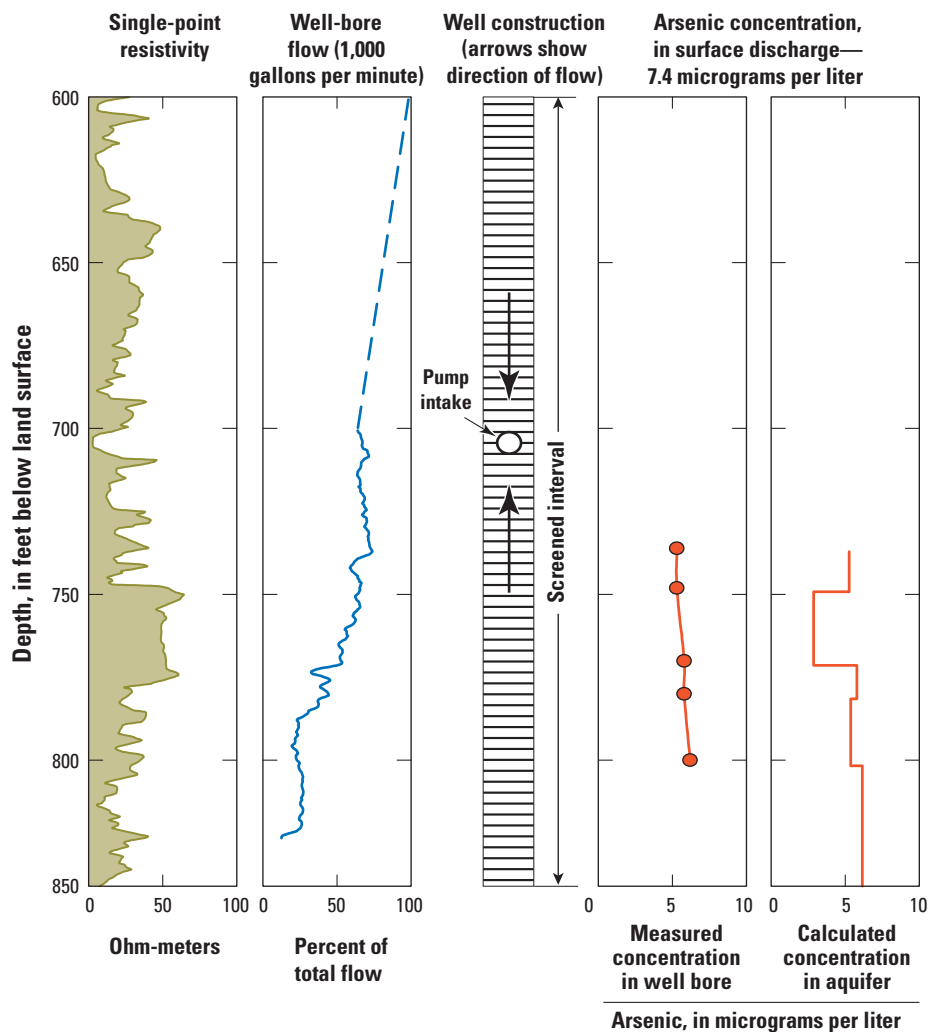 Single-point
resistivity
Well-bore
flow (1,000
gallons per minute)
Well construction
(arrows show
direction of flow)
Arsenic concentration,
in surface discharge—
7.4 micrograms per liter
Depth, in feet below land surface
600
650
700
750
800
850
Pump
intake
Screened interval
0 50 100
Ohm-meters
0 50 100
Percent of
total flow
0 5 10
Measured
concentration
in well bore
0 5 10
Calculated
concentration
in aquifer
Arsenic, in micrograms per liter